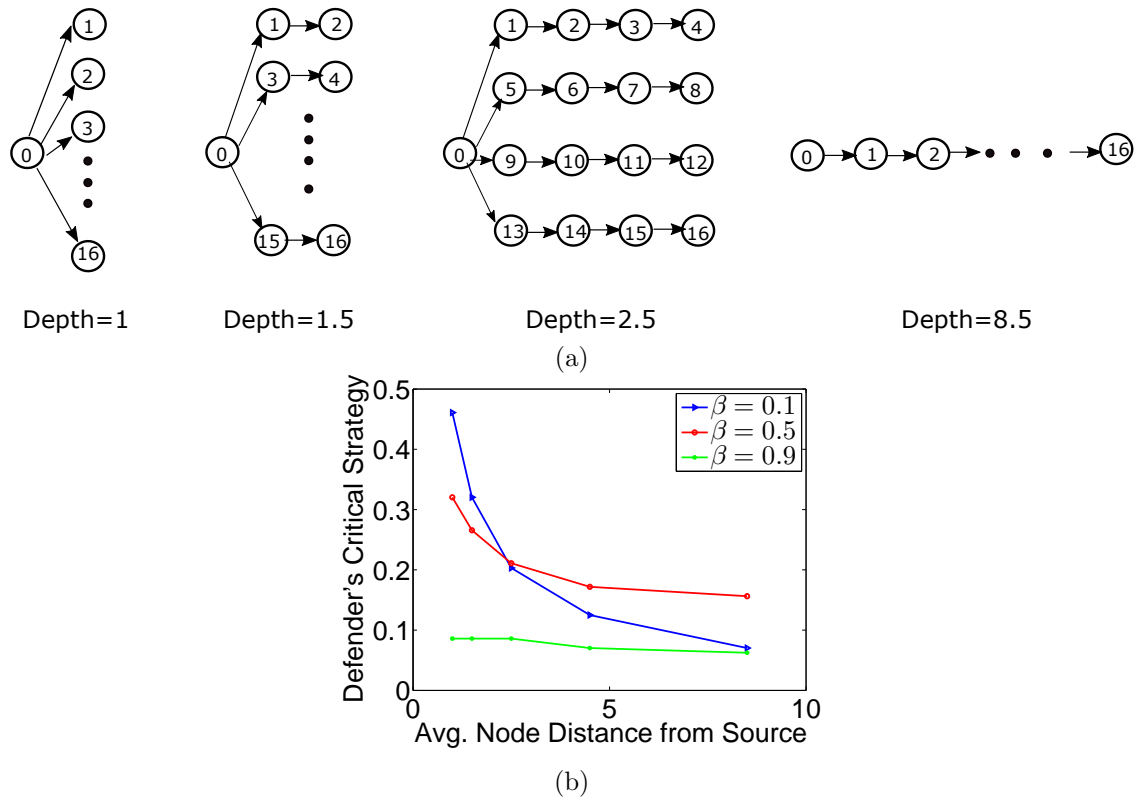 1 1 2 1 2 3 4
2 3 4 5 6 7 8
3
0 0 0 9 10 11 12 0 1 2 16
16 15 16 13 14 15 16
Depth=1 Depth=1.5 Depth=2.5 Depth=8.5
(a)
Defender's Critical Strategy
0.5
0.4
0.3
0.2
0.1
0
β = 0.1
β = 0.5
β = 0.9
0 5 10
Avg. Node Distance from Source
(b)